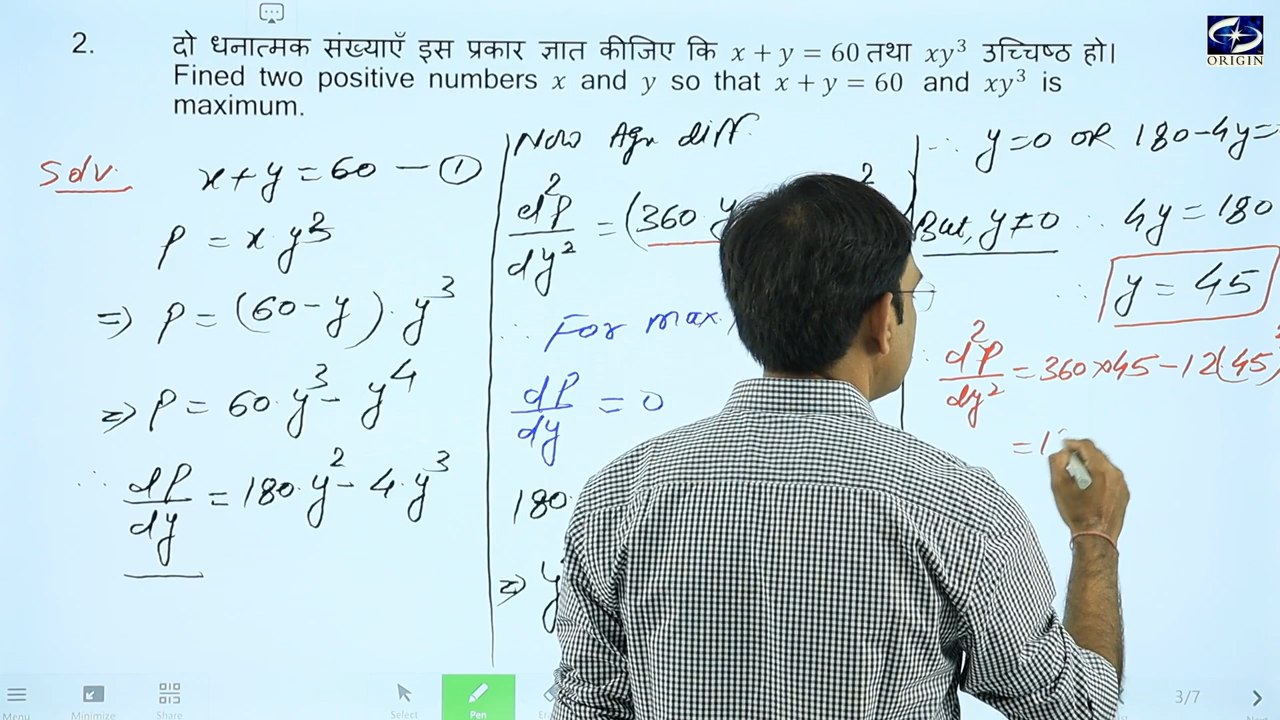 2. दो धनात्मक संख्याएँ इस प्रकार ज्ञात कीजिए कि x + y = 60 तथा xy³ उच्चिष्ठ हो।
Fined two positive numbers x and y so that x + y = 60 and xy³ is
maximum.
ORIGIN
Solv.
x + y = 60 — ①
P = x · y³
⇒ P = (60 - y) · y³
⇒ P = 60 · y³ - y⁴
∴ dP/dy = 180 · y² - 4 · y³
Now Agn diff.
d²P/dy² = (360 · y
∴ For max.
dP/dy = 0
180 ·
⇒ y
∴ y = 0 OR 180 - 4y =
But, y ≠ 0 ∴ 4y = 180
∴ y = 45
∴ d²P/dy² = 360 × 45 - 12 (45)²
= 1
Menu
Minimize
Share
Select
Pen
3/7